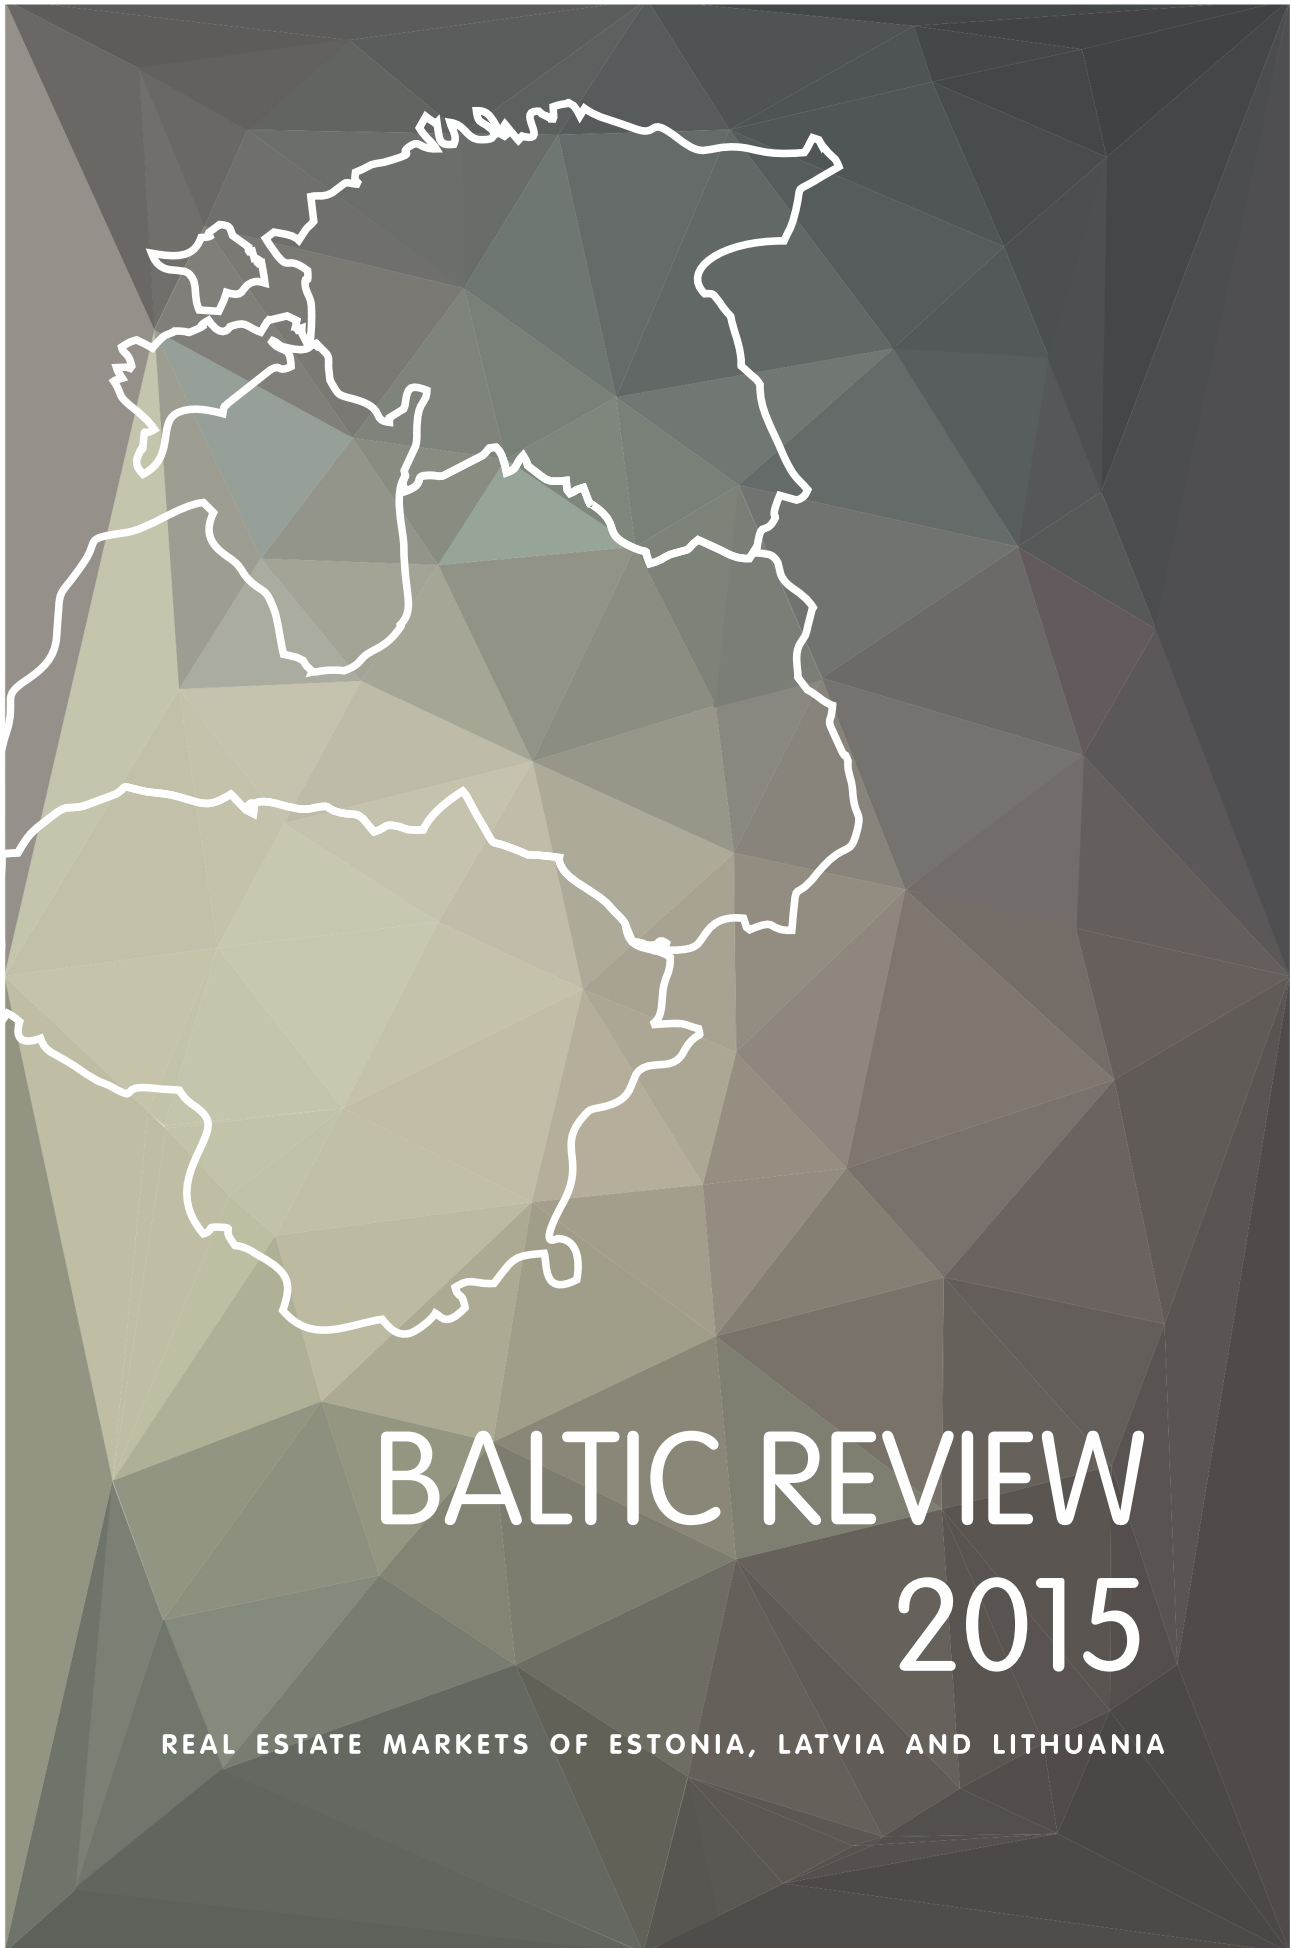 BALTIC REVIEW
2015
REAL ESTATE MARKETS OF ESTONIA, LATVIA AND LITHUANIA